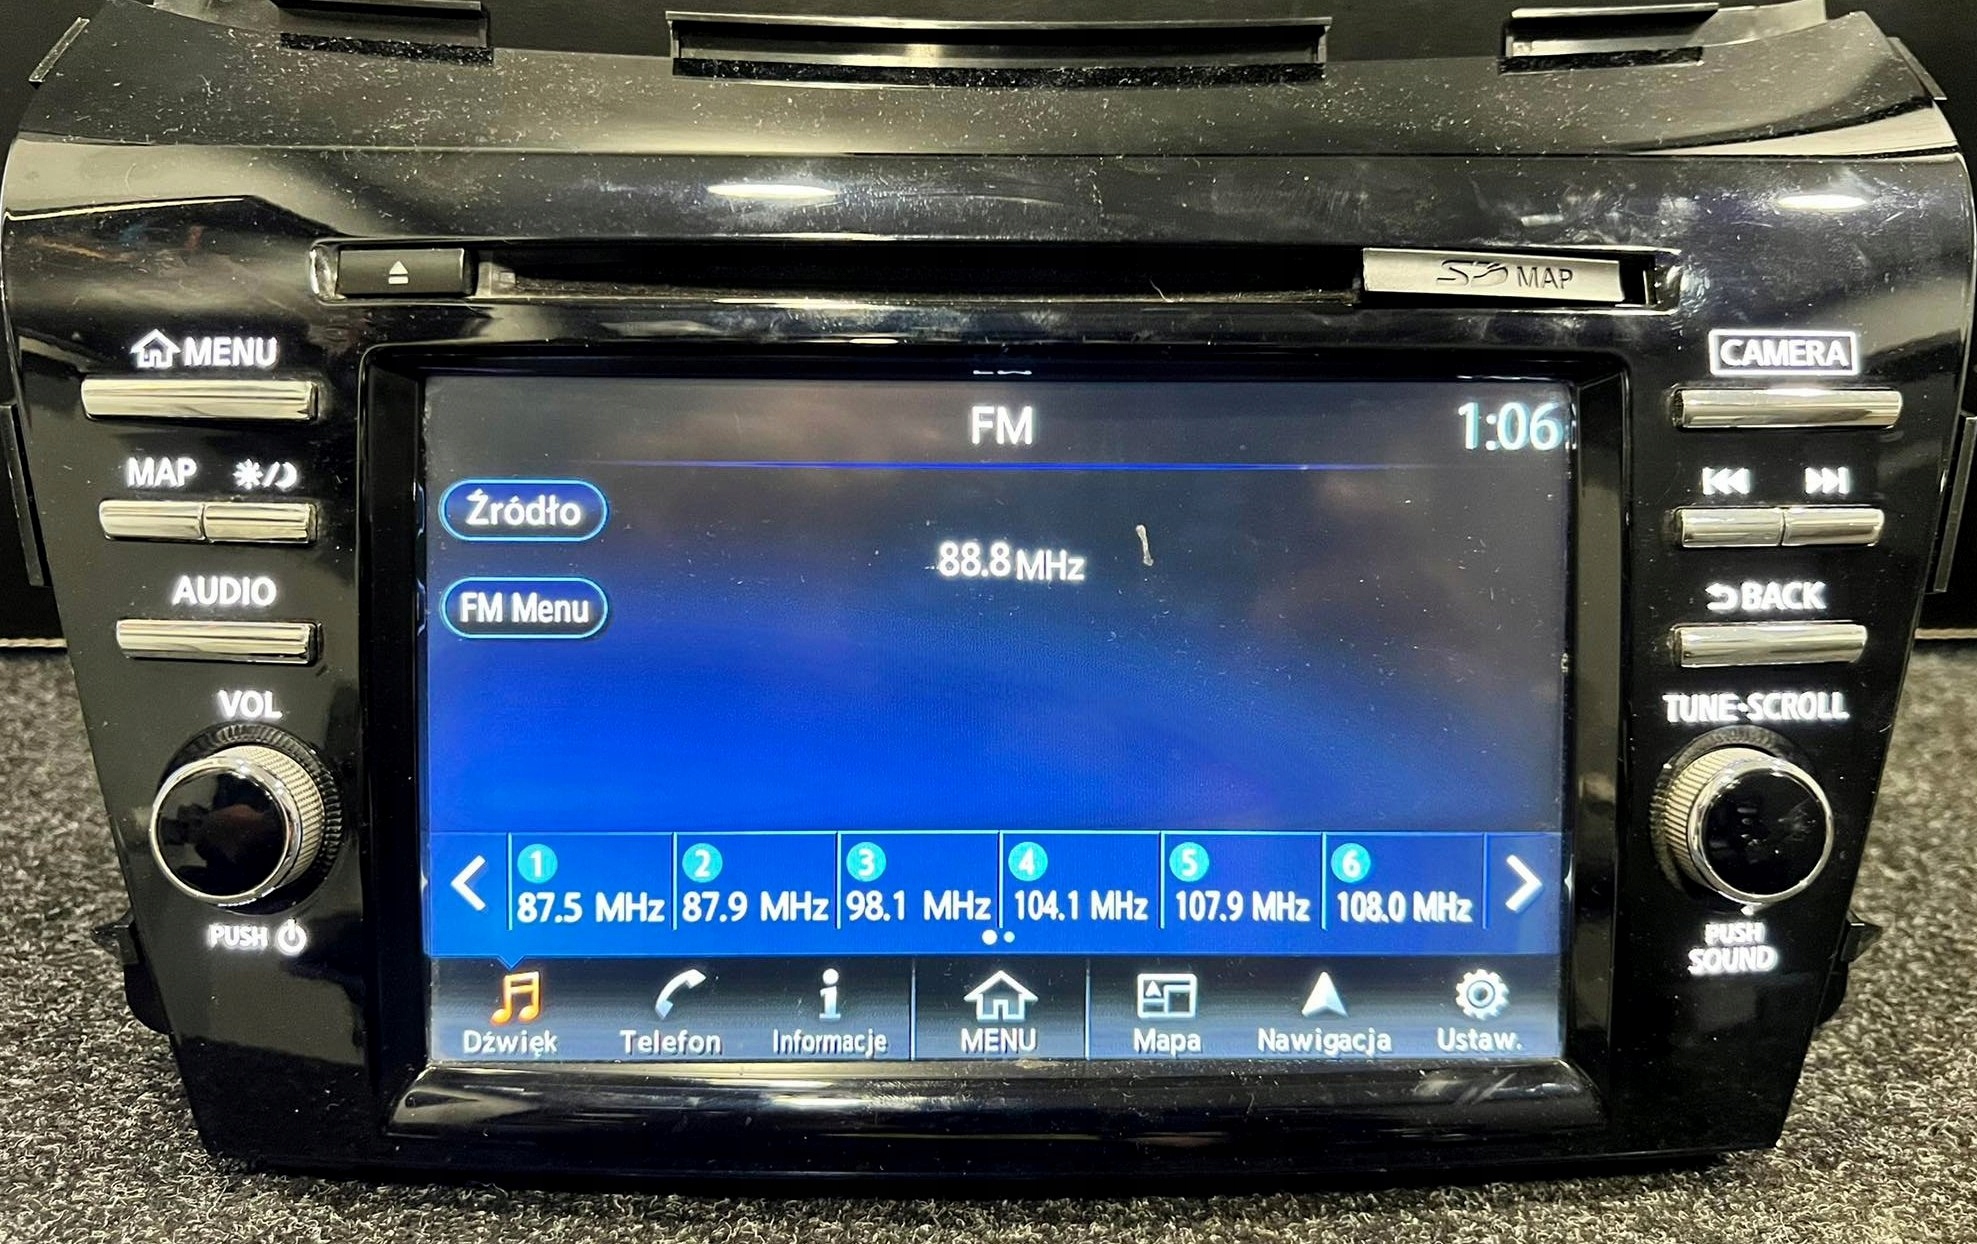 SD MAP
MENU
CAMERA
MAP
AUDIO
BACK
VOL
TUNE·SCROLL
PUSH
PUSH
SOUND
FM
1:06
Źródło
88.8 MHz
FM Menu
1 2 3 4 5 6
87.5 MHz 87.9 MHz 98.1 MHz 104.1 MHz 107.9 MHz 108.0 MHz
Dźwięk Telefon Informacje MENU Mapa Nawigacja Ustaw.